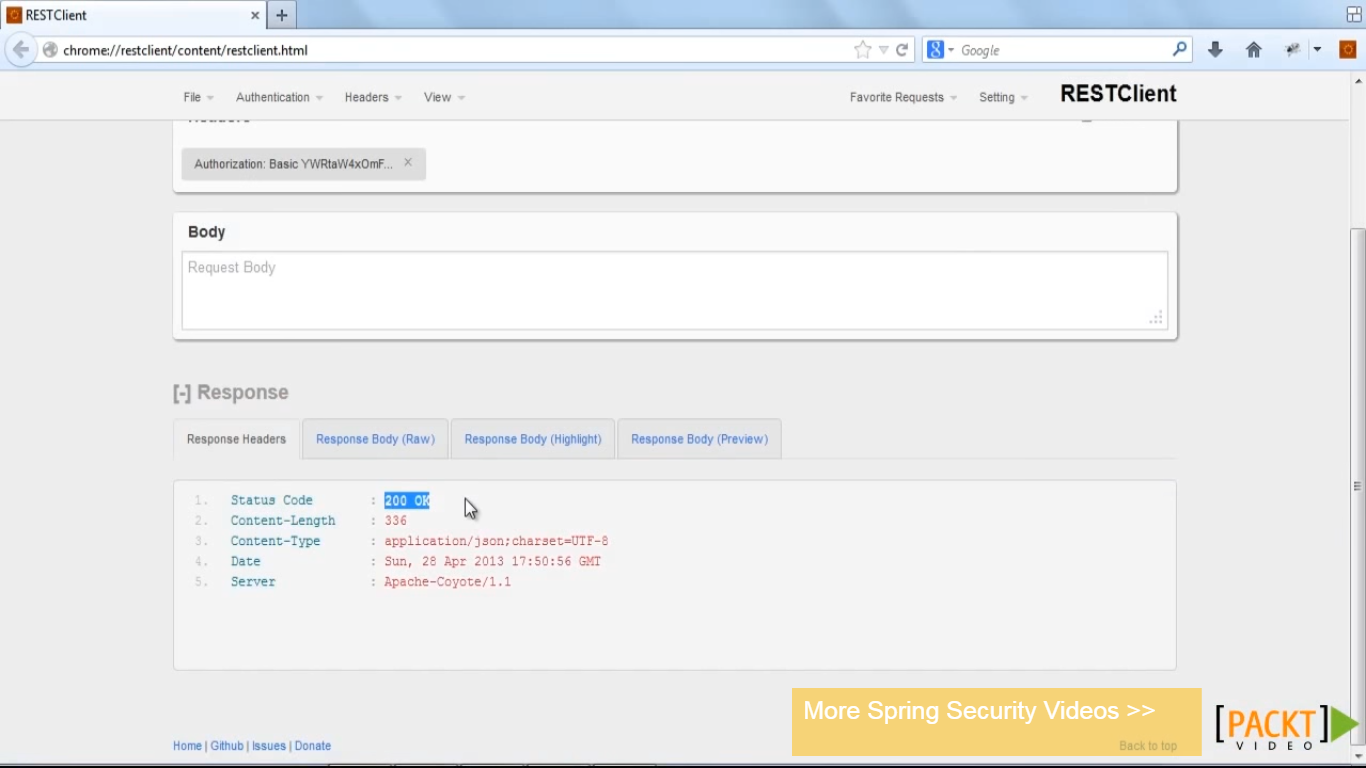 RESTClient
chrome://restclient/content/restclient.html
Google
File
Authentication
Headers
View
Favorite Requests
Setting
RESTClient
Headers
Authorization: Basic YWRtaW4xOmF...
Body
Request Body
[-] Response
Response Headers
Response Body (Raw)
Response Body (Highlight)
Response Body (Preview)
1. Status Code : 200 OK
2. Content-Length : 336
3. Content-Type : application/json;charset=UTF-8
4. Date : Sun, 28 Apr 2013 17:50:56 GMT
5. Server : Apache-Coyote/1.1
More Spring Security Videos >>
[PACKT]
VIDEO
Home | Github | Issues | Donate
Back to top